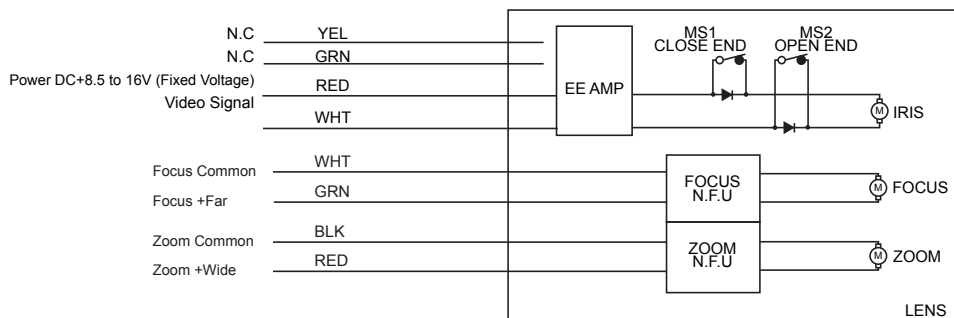 MS1
CLOSE END
MS2
OPEN END
N.C YEL
N.C GRN
Power DC+8.5 to 16V (Fixed Voltage) RED
Video Signal
WHT
EE AMP
M IRIS
Focus Common WHT
Focus +Far GRN
FOCUS
N.F.U
M FOCUS
Zoom Common BLK
Zoom +Wide RED
ZOOM
N.F.U
M ZOOM
LENS